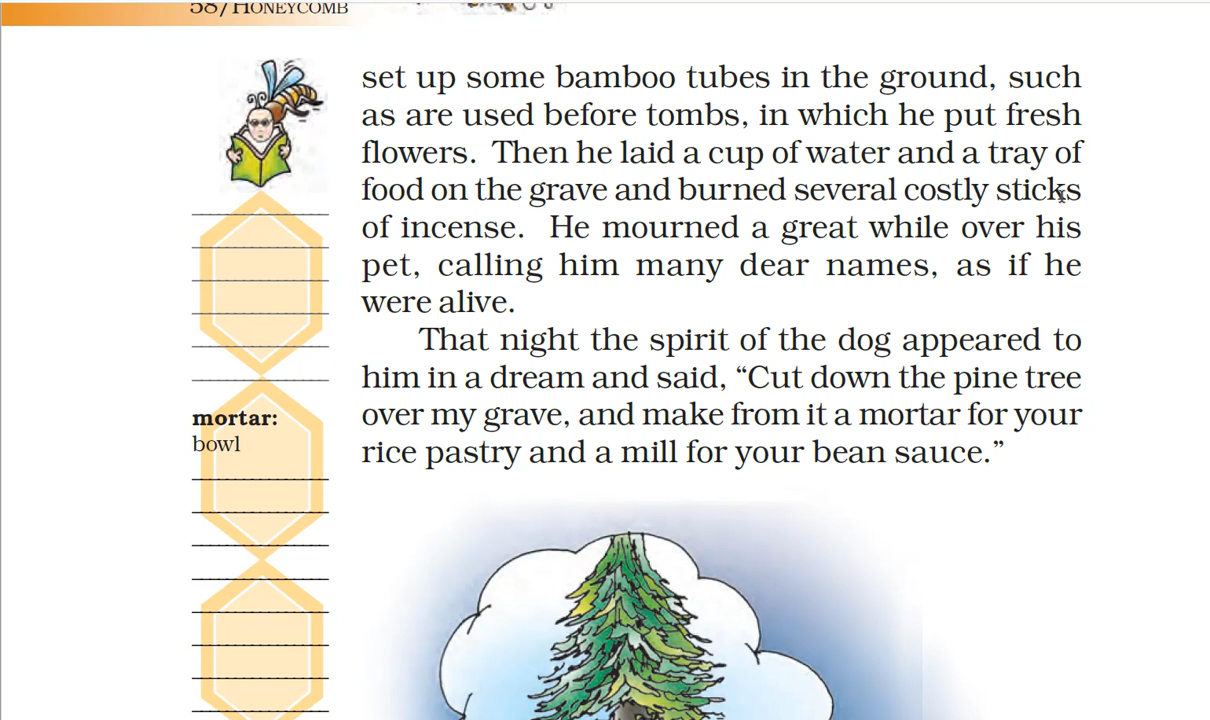 58/HONEYCOMB
set up some bamboo tubes in the ground, such
as are used before tombs, in which he put fresh
flowers. Then he laid a cup of water and a tray of
food on the grave and burned several costly sticks
of incense. He mourned a great while over his
pet, calling him many dear names, as if he
were alive.
That night the spirit of the dog appeared to
him in a dream and said, “Cut down the pine tree
over my grave, and make from it a mortar for your
rice pastry and a mill for your bean sauce.”
mortar:
bowl